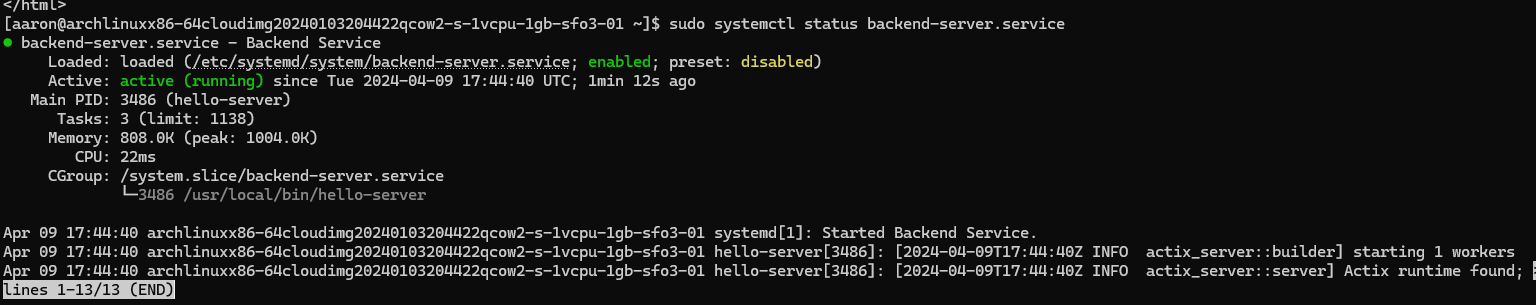 </html>
[aaron@archlinuxx86-64cloudimg20240103204422qcow2-s-1vcpu-1gb-sfo3-01 ~]$ sudo systemctl status backend-server.service
● backend-server.service - Backend Service
Loaded: loaded (/etc/systemd/system/backend-server.service; enabled; preset: disabled)
Active: active (running) since Tue 2024-04-09 17:44:40 UTC; 1min 12s ago
Main PID: 3486 (hello-server)
Tasks: 3 (limit: 1138)
Memory: 808.0K (peak: 1004.0K)
CPU: 22ms
CGroup: /system.slice/backend-server.service
└─3486 /usr/local/bin/hello-server
Apr 09 17:44:40 archlinuxx86-64cloudimg20240103204422qcow2-s-1vcpu-1gb-sfo3-01 systemd[1]: Started Backend Service.
Apr 09 17:44:40 archlinuxx86-64cloudimg20240103204422qcow2-s-1vcpu-1gb-sfo3-01 hello-server[3486]: [2024-04-09T17:44:40Z INFO  actix_server::builder] starting 1 workers
Apr 09 17:44:40 archlinuxx86-64cloudimg20240103204422qcow2-s-1vcpu-1gb-sfo3-01 hello-server[3486]: [2024-04-09T17:44:40Z INFO  actix_server::server] Actix runtime found;
lines 1-13/13 (END)